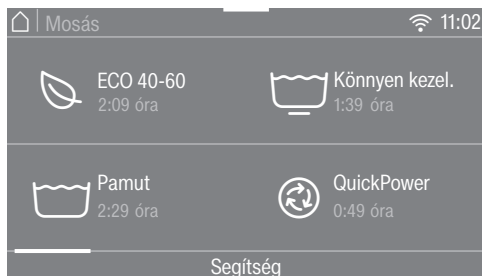 Mosás 11:02
ECO 40-60
2:09 óra
Könnyen kezel.
1:39 óra
Pamut
2:29 óra
QuickPower
0:49 óra
Segítség